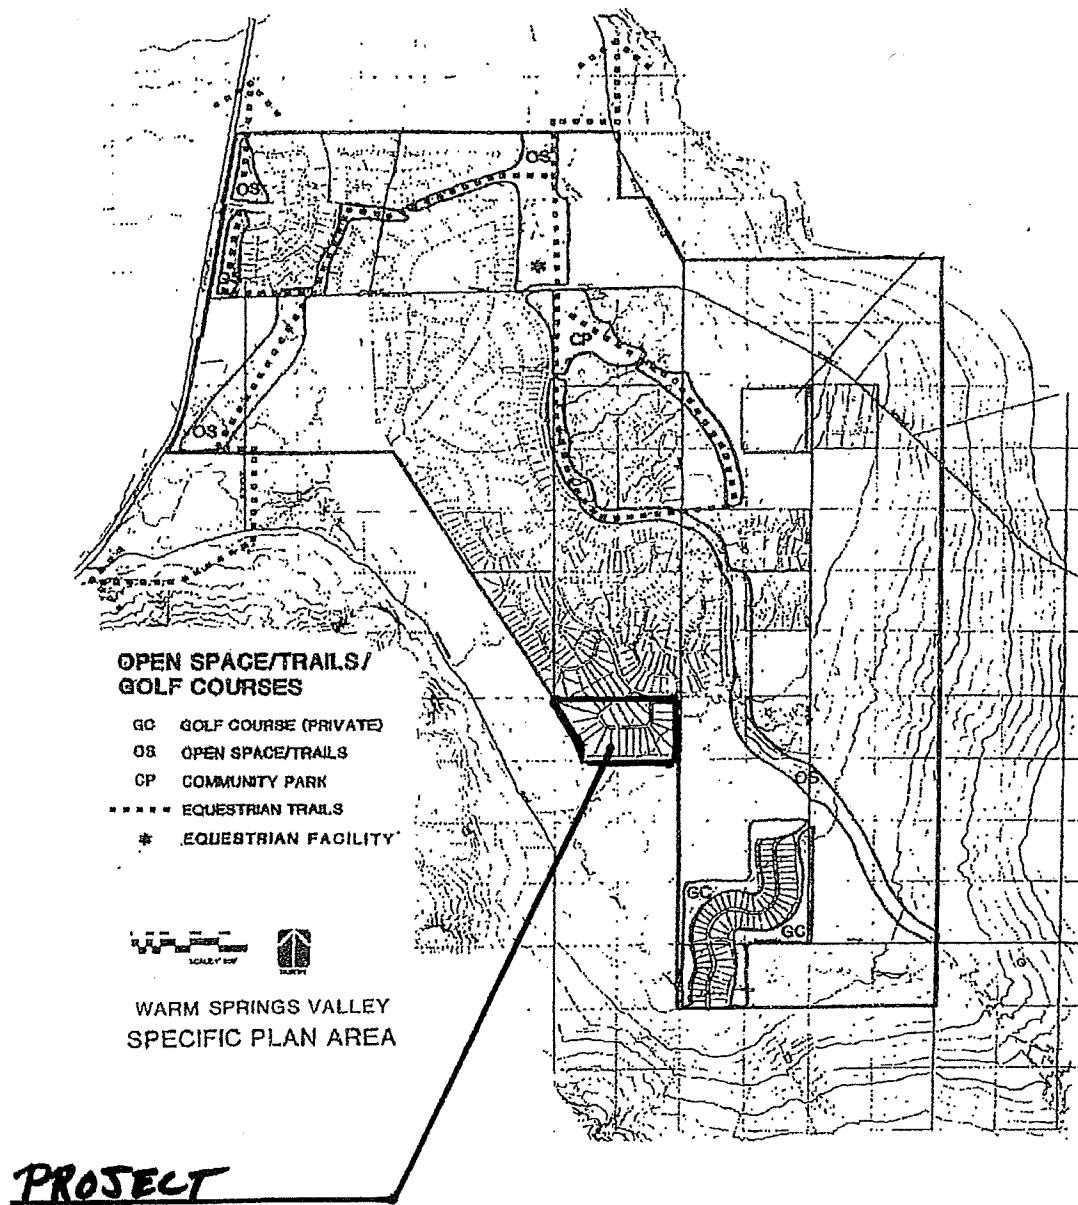 OS
OS
CP
OS
OPEN SPACE/TRAILS/
GOLF COURSES
GC GOLF COURSE (PRIVATE)
OS OPEN SPACE/TRAILS
CP COMMUNITY PARK
EQUESTRIAN TRAILS
* EQUESTRIAN FACILITY
OS
GC
GC
NORTH
WARM SPRINGS VALLEY
SPECIFIC PLAN AREA
PROJECT